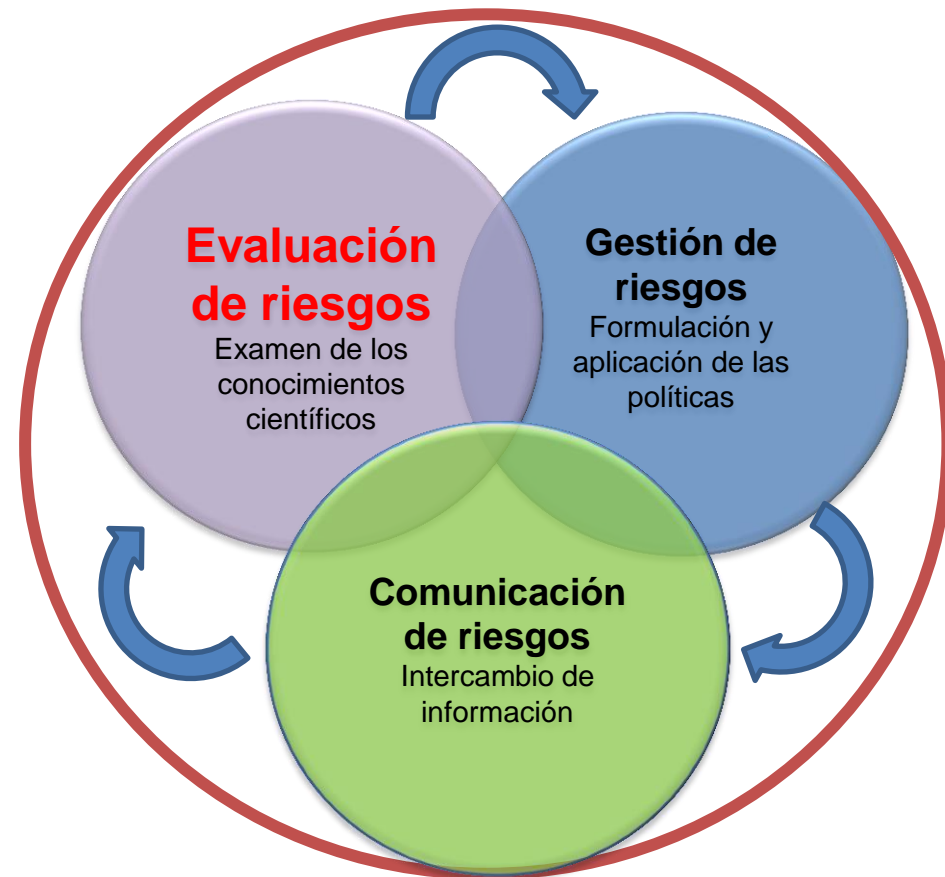 Evaluación
de riesgos
Examen de los
conocimientos
científicos
Gestión de
riesgos
Formulación y
aplicación de las
políticas
Comunicación
de riesgos
Intercambio de
información